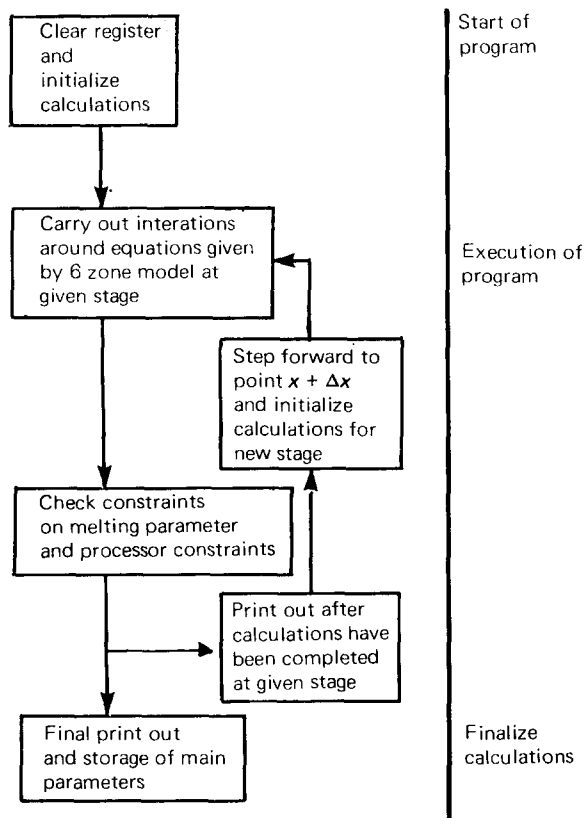 Clear register
and
initialize
calculations
Start of
program
Carry out interations
around equations given
by 6 zone model at
given stage
Execution of
program
Step forward to
point x + Δx
and initialize
calculations for
new stage
Check constraints
on melting parameter
and processor constraints
Print out after
calculations have
been completed
at given stage
Final print out
and storage of main
parameters
Finalize
calculations